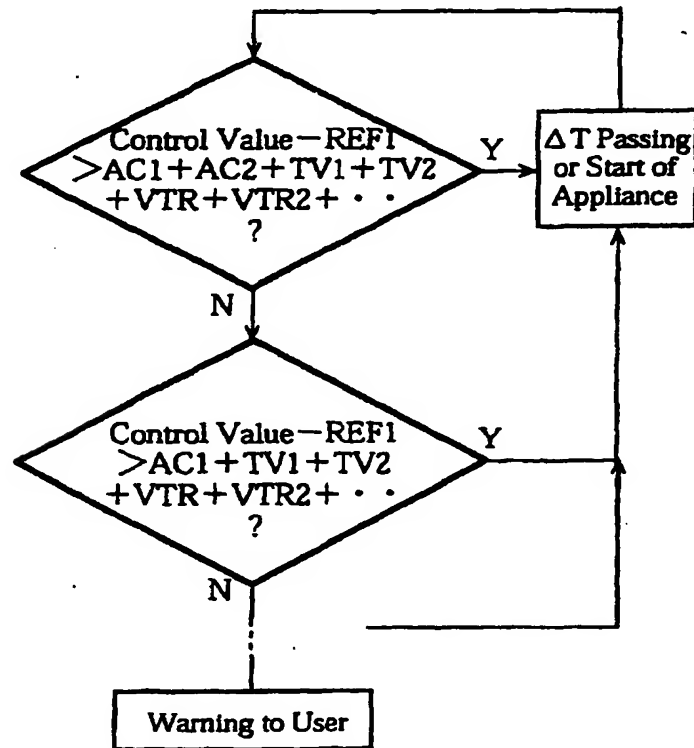 Control Value－REF1
＞AC1＋AC2＋TV1＋TV2
＋VTR＋VTR2＋・・
?
Y
ΔT Passing
or Start of
Appliance
N
Control Value－REF1
＞AC1＋TV1＋TV2
＋VTR＋VTR2＋・・
?
Y
N
Warning to User